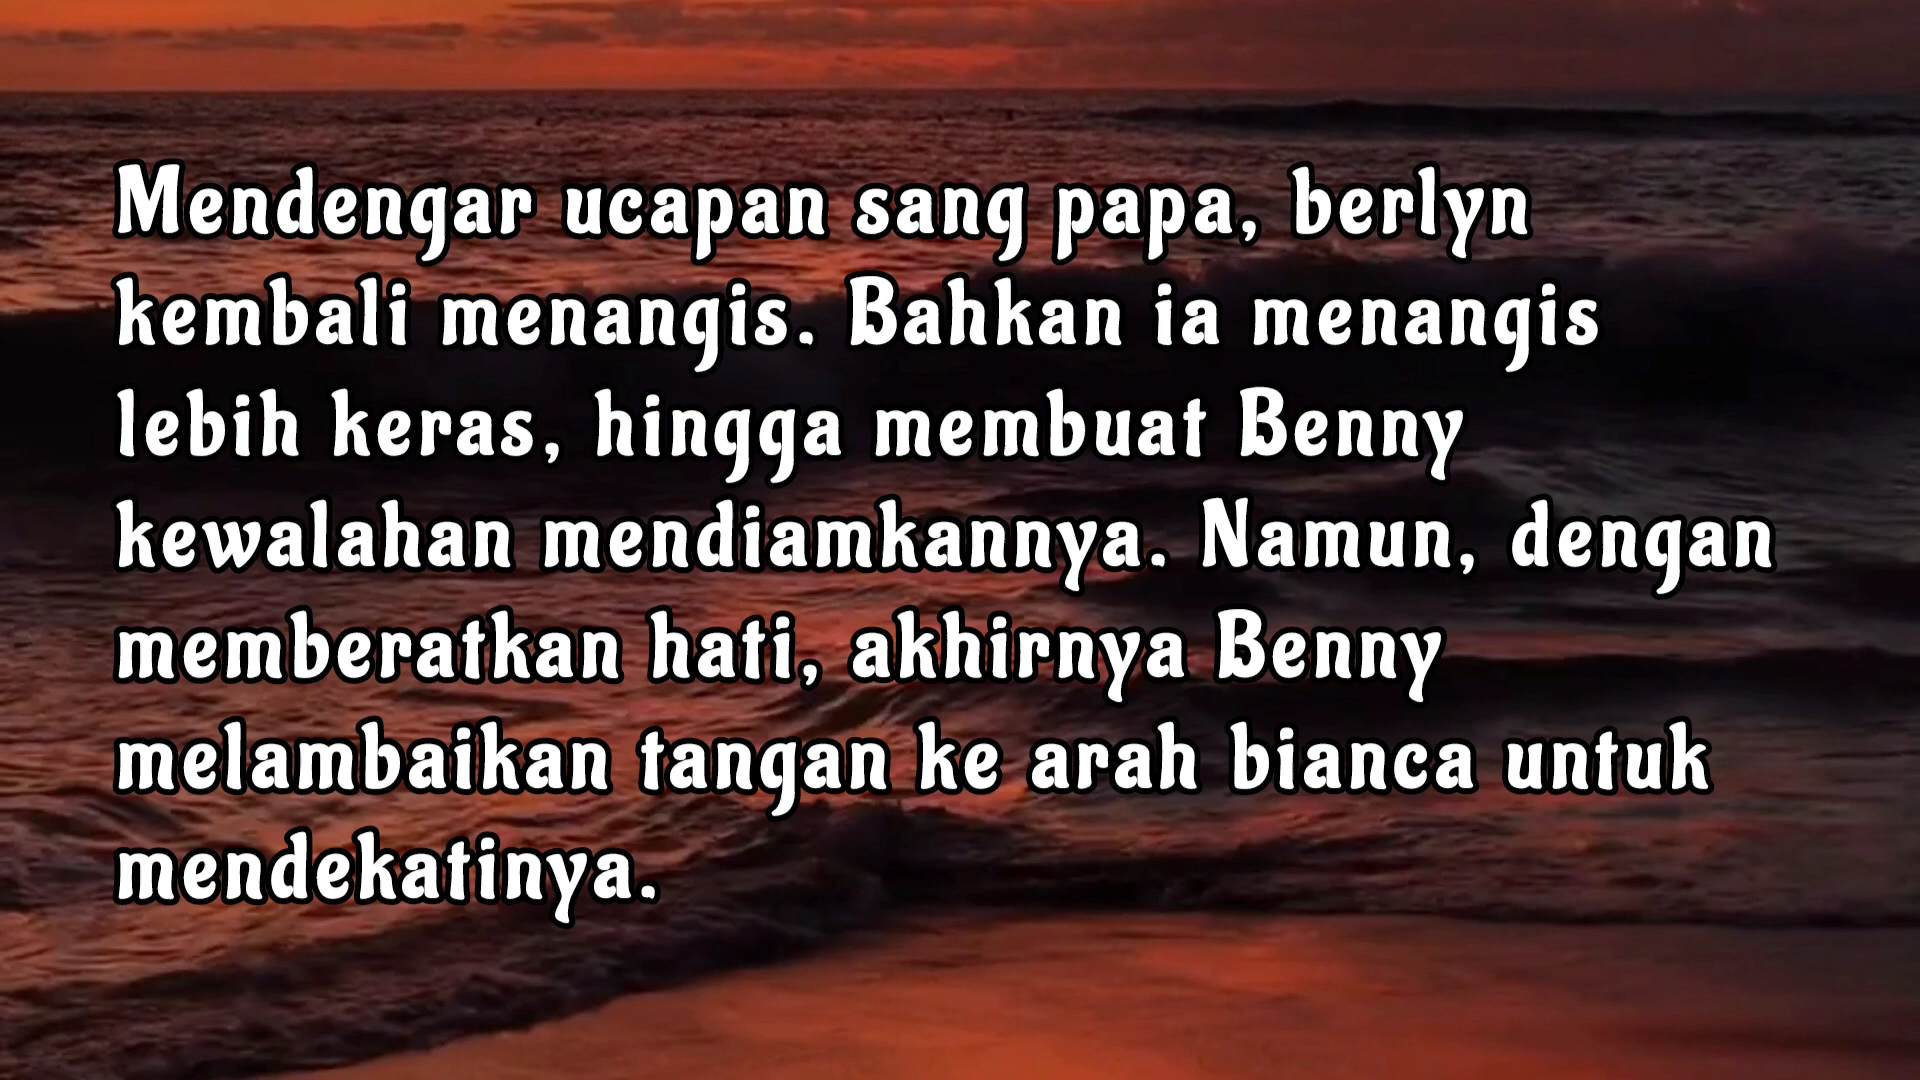 Mendengar ucapan sang papa, berlyn
kembali menangis. Bahkan ia menangis
lebih keras, hingga membuat Benny
kewalahan mendiamkannya. Namun, dengan
memberatkan hati, akhirnya Benny
melambaikan tangan ke arah bianca untuk
mendekatinya.